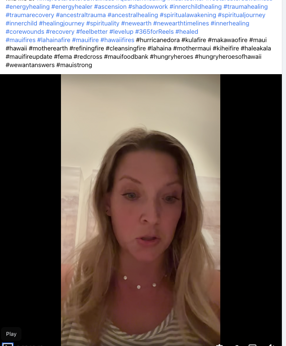 #energyhealing #energyhealer #ascension #shadowwork #innerchildhealing #traumahealing
#traumarecovery #ancestraltrauma #ancestralhealing #spiritualawakening #spiritualjourney
#innerchild #healingjourney #spirituality #newearth #newearthtimelines #innerhealing
#corewounds #recovery #feelbetter #levelup #365forReels #healed
#mauifires #lahainafire #mauifire #hawaiifires #hurricanedora #kulafire #makawaofire #maui
#hawaii #motherearth #refiningfire #cleansingfire #lahaina #mothermaui #kiheifire #haleakala
#mauifireupdate #fema #redcross #mauifoodbank #hungryheroes #hungryheroesofhawaii
#wewantanswers #mauistrong
Play